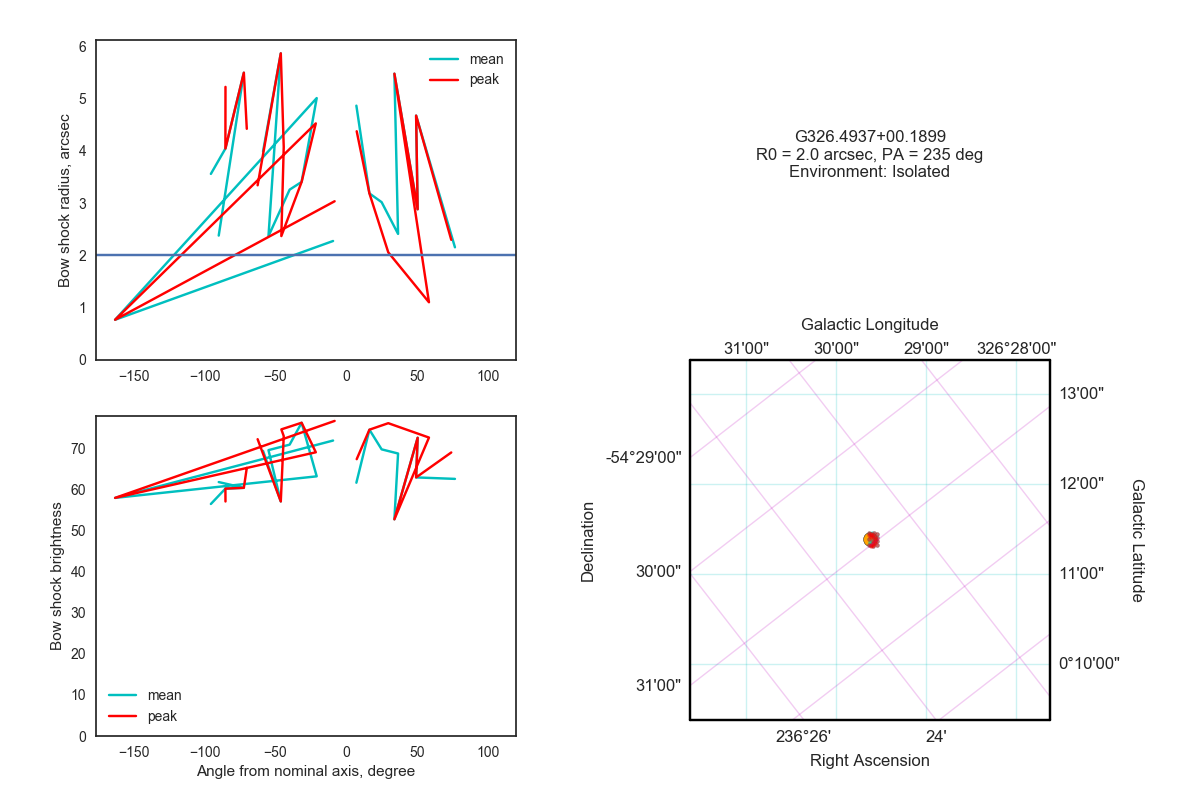 6
5
4
3
2
1
0
Bow shock radius, arcsec
mean
peak
−150
−100
−50
0
50
100
G326.4937+00.1899
R0 = 2.0 arcsec, PA = 235 deg
Environment: Isolated
70
60
50
40
30
20
10
0
Bow shock brightness
mean
peak
−150
−100
−50
0
50
100
Angle from nominal axis, degree
Galactic Longitude
31'00"
30'00"
29'00"
326°28'00"
-54°29'00"
30'00"
31'00"
Declination
13'00"
12'00"
11'00"
0°10'00"
Galactic Latitude
236°26'
24'
Right Ascension